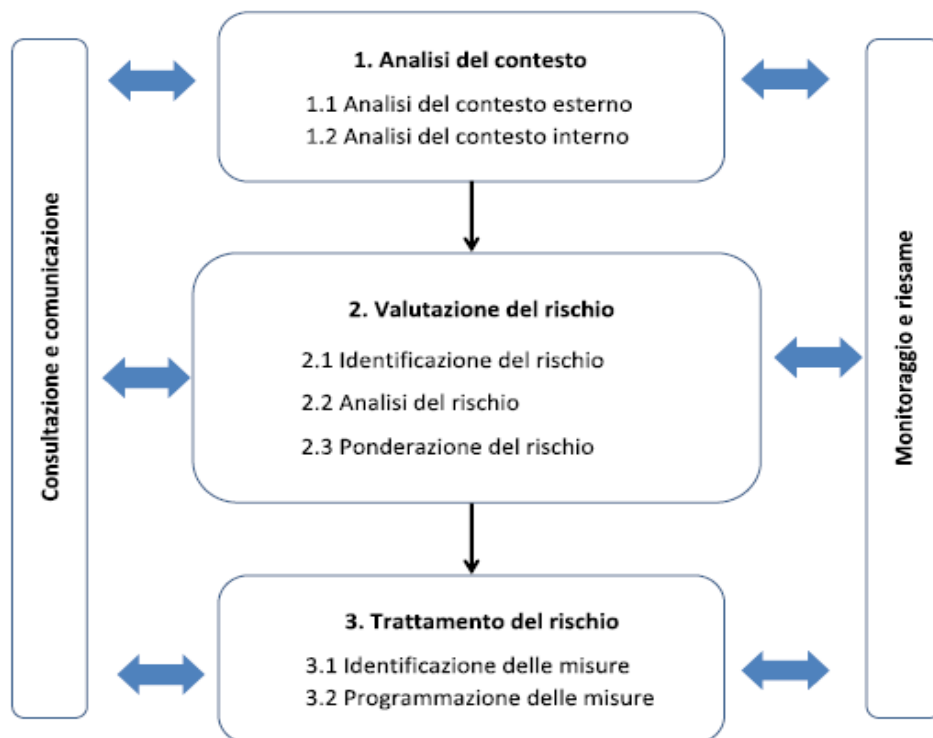 Consultazione e comunicazione
1. Analisi del contesto
1.1 Analisi del contesto esterno
1.2 Analisi del contesto interno
2. Valutazione del rischio
2.1 Identificazione del rischio
2.2 Analisi del rischio
2.3 Ponderazione del rischio
3. Trattamento del rischio
3.1 Identificazione delle misure
3.2 Programmazione delle misure
Monitoraggio e riesame